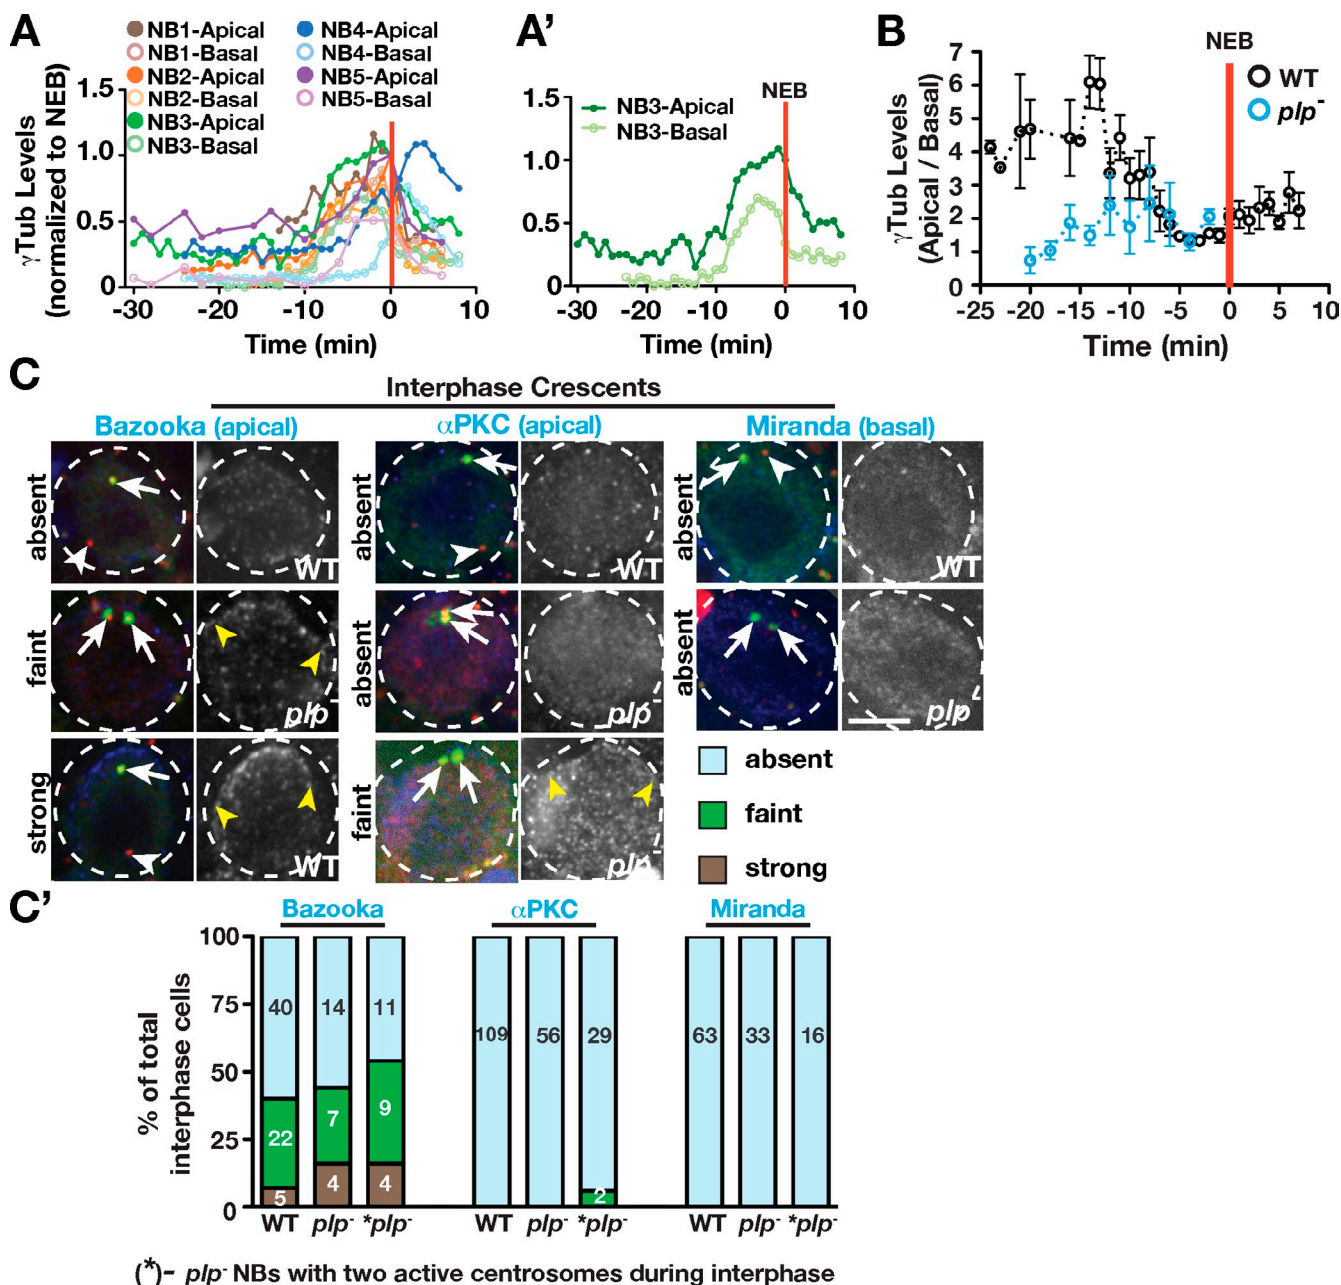 A
NB1-Apical
NB1-Basal
NB2-Apical
NB2-Basal
NB3-Apical
NB3-Basal
NB4-Apical
NB4-Basal
NB5-Apical
NB5-Basal
γTub Levels
(normalized to NEB)
1.5
1.0
0.5
0
-30 -20 -10 0 10
Time (min)
A'
NB3-Apical
NB3-Basal
NEB
1.5
1.0
0.5
0
-30 -20 -10 0 10
Time (min)
B
NEB
WT
plp-
γTub Levels
(Apical / Basal)
7
6
5
4
3
2
1
0
-25 -20 -15 -10 -5 0 5 10
Time (min)
C
Interphase Crescents
Bazooka (apical) αPKC (apical) Miranda (basal)
absent WT absent WT absent WT
faint plp- absent plp- absent plp-
strong WT faint plp-
absent
faint
strong
C'
Bazooka αPKC Miranda
% of total
interphase cells
100
75
50
25
0
40 14 11 109 56 29 63 33 16
22 7 9
5 4 4 2
WT plp- *plp- WT plp- *plp- WT plp- *plp-
(*)- plp- NBs with two active centrosomes during interphase